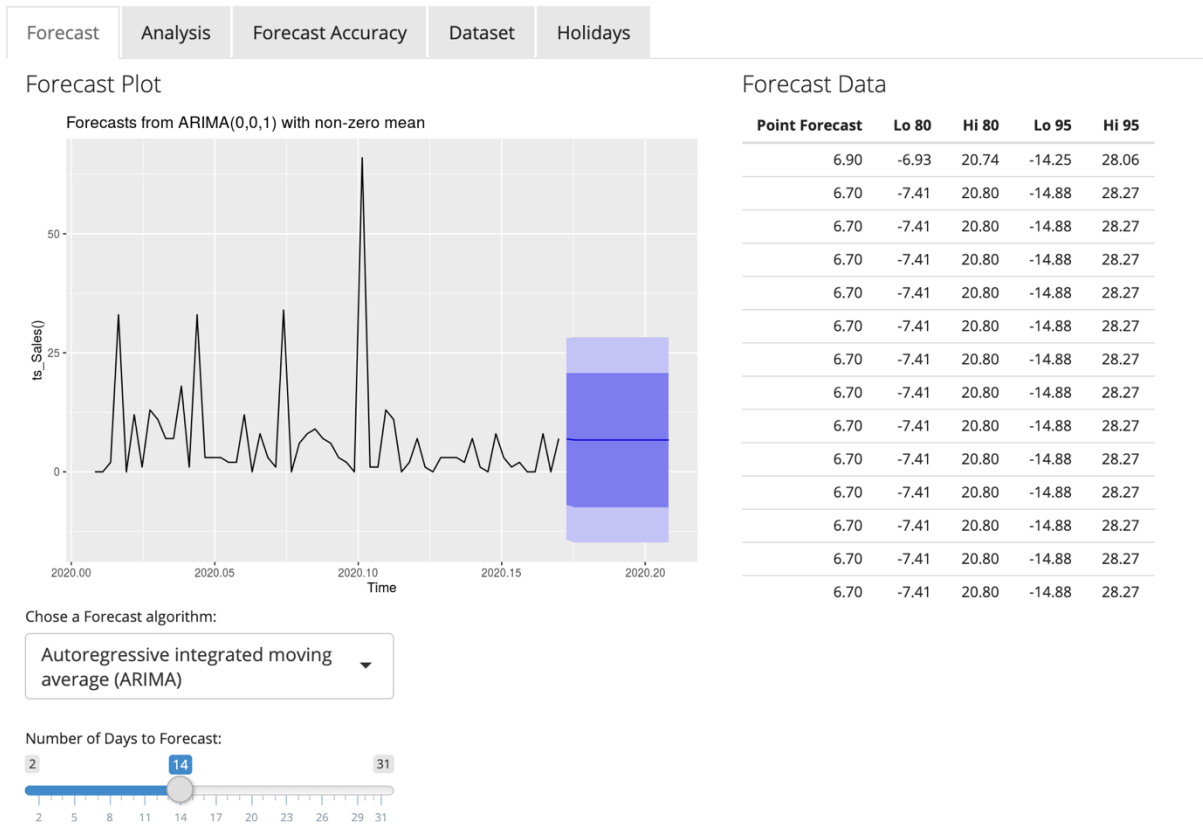 Forecast Analysis Forecast Accuracy Dataset Holidays
Forecast Plot
Forecasts from ARIMA(0,0,1) with non-zero mean
50
25
0
ts_Sales()
2020.00 2020.05 2020.10 2020.15 2020.20
Time
Chose a Forecast algorithm:
Autoregressive integrated moving
average (ARIMA)
Number of Days to Forecast:
2 14 31
2 5 8 11 14 17 20 23 26 29 31
Forecast Data
Point Forecast Lo 80 Hi 80 Lo 95 Hi 95
6.90 -6.93 20.74 -14.25 28.06
6.70 -7.41 20.80 -14.88 28.27
6.70 -7.41 20.80 -14.88 28.27
6.70 -7.41 20.80 -14.88 28.27
6.70 -7.41 20.80 -14.88 28.27
6.70 -7.41 20.80 -14.88 28.27
6.70 -7.41 20.80 -14.88 28.27
6.70 -7.41 20.80 -14.88 28.27
6.70 -7.41 20.80 -14.88 28.27
6.70 -7.41 20.80 -14.88 28.27
6.70 -7.41 20.80 -14.88 28.27
6.70 -7.41 20.80 -14.88 28.27
6.70 -7.41 20.80 -14.88 28.27
6.70 -7.41 20.80 -14.88 28.27